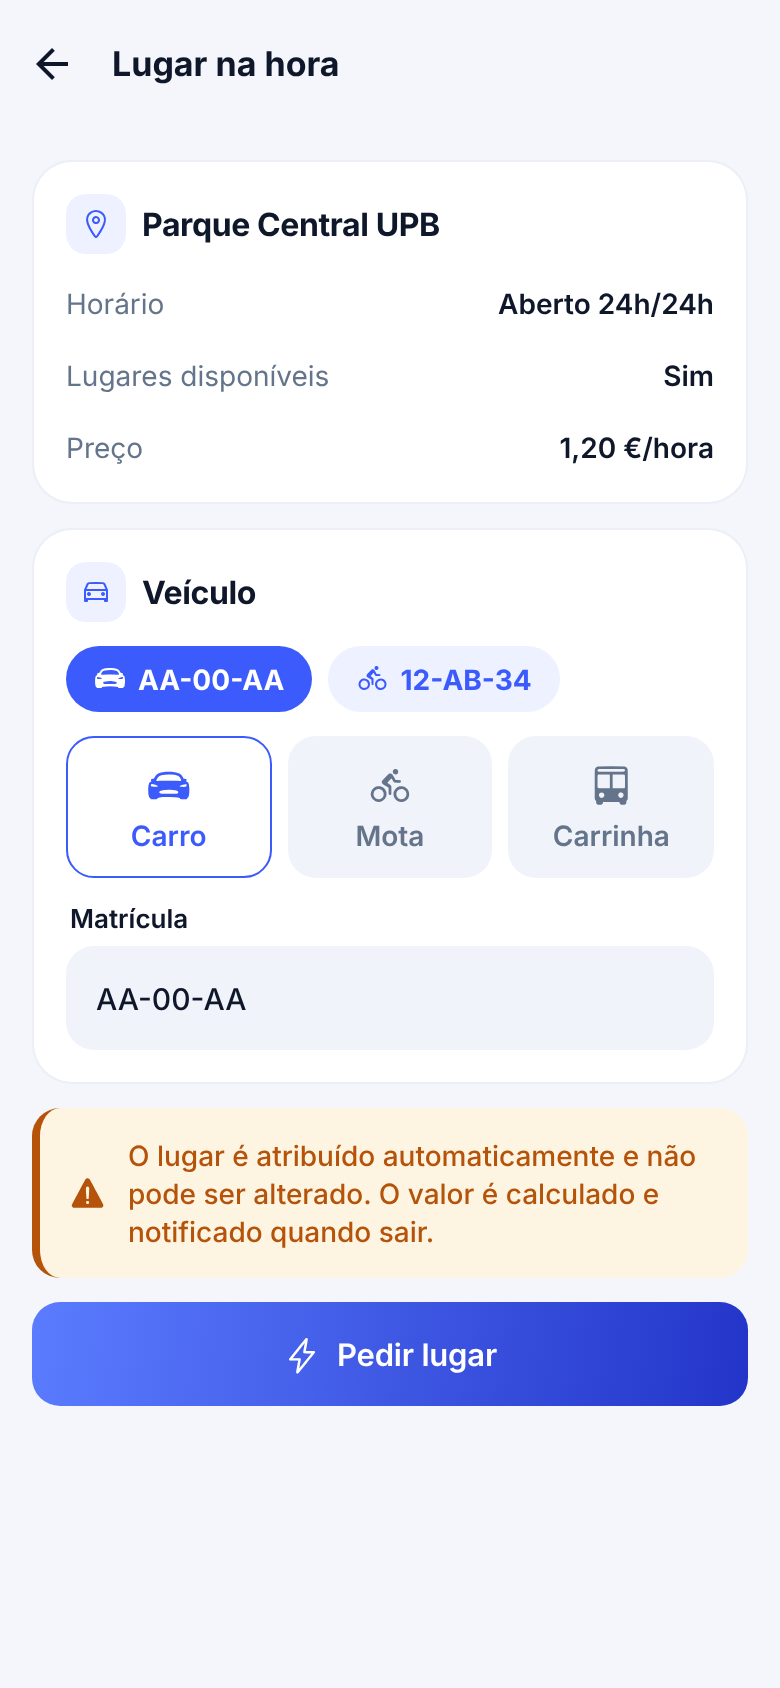 Lugar na hora
Parque Central UPB
Horário Aberto 24h/24h
Lugares disponíveis Sim
Preço 1,20 €/hora
Veículo
AA-00-AA 12-AB-34
Carro Mota Carrinha
Matrícula
AA-00-AA
O lugar é atribuído automaticamente e não
pode ser alterado. O valor é calculado e
notificado quando sair.
Pedir lugar